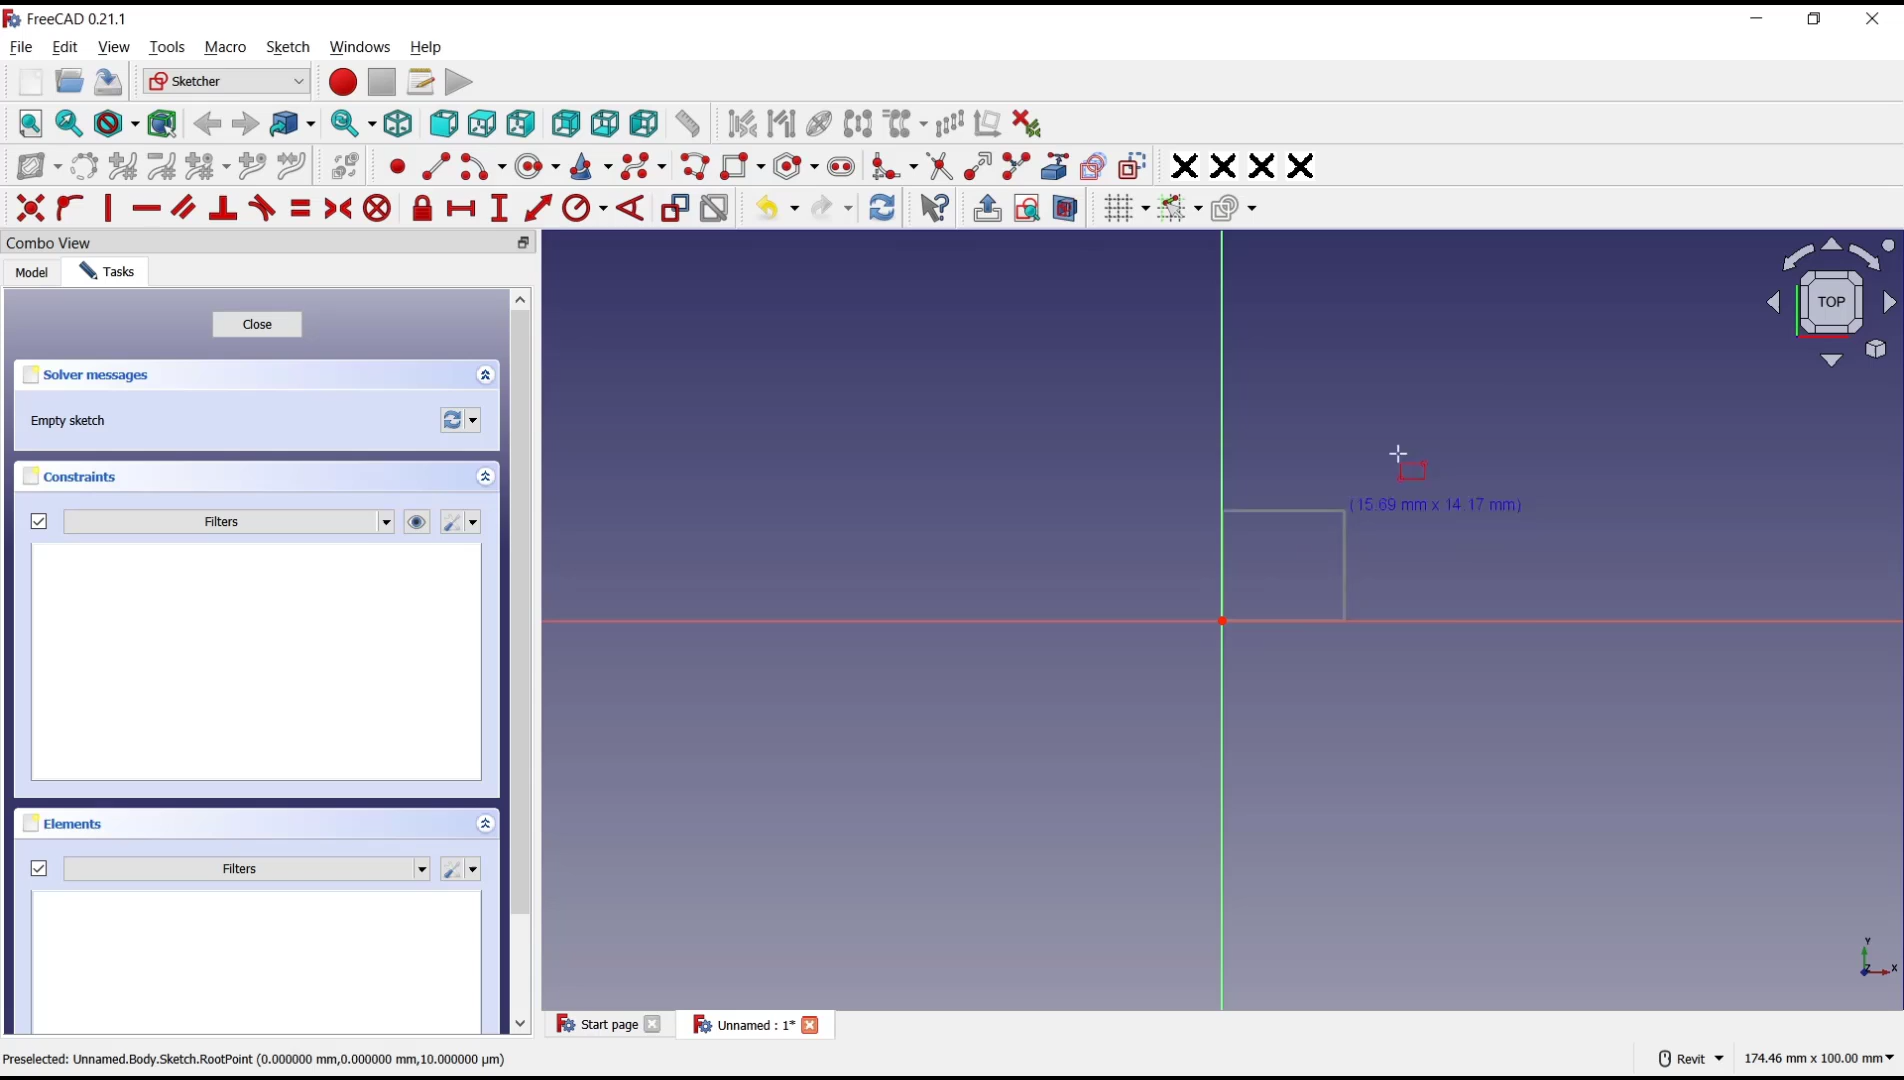 FreeCAD 0.21.1
File Edit View Tools Macro Sketch Windows Help
Sketcher
Combo View
Model Tasks
Close
Solver messages
Empty sketch
Constraints
Filters
Elements
Filters
TOP
(15.69 mm x 14.17 mm)
Y
Z X
Start page Unnamed : 1*
Preselected: Unnamed.Body.Sketch.RootPoint (0.000000 mm,0.000000 mm,10.000000 µm)
Revit 174.46 mm x 100.00 mm